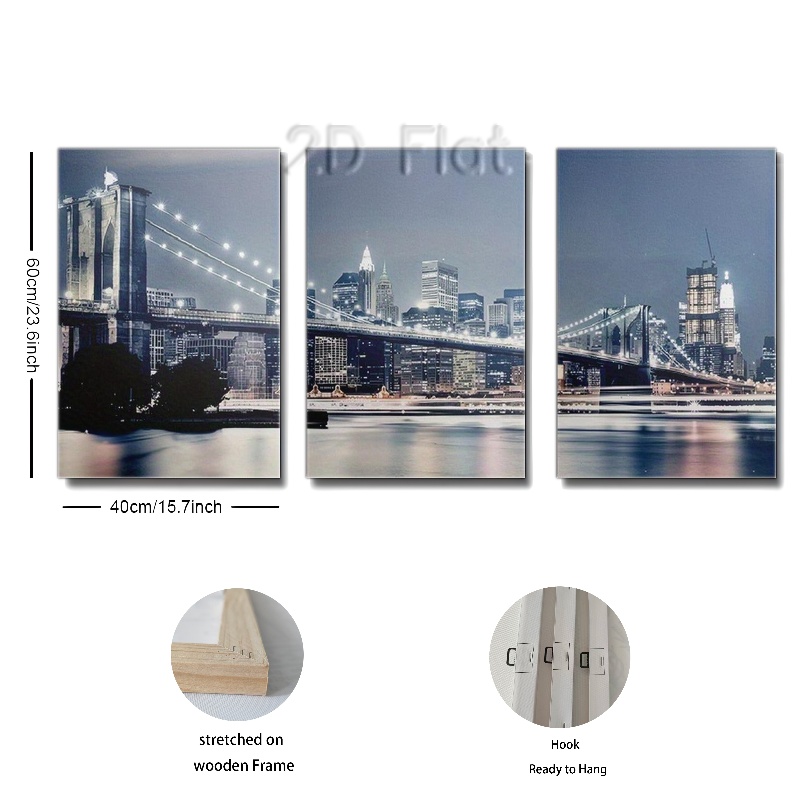 2D Flat
60cm/23.6inch
40cm/15.7inch
stretched on
wooden Frame
Hook
Ready to Hang